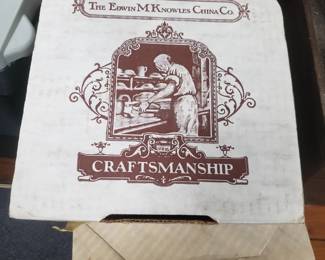 The Edwin M. Knowles China Co.
CRAFTSMANSHIP